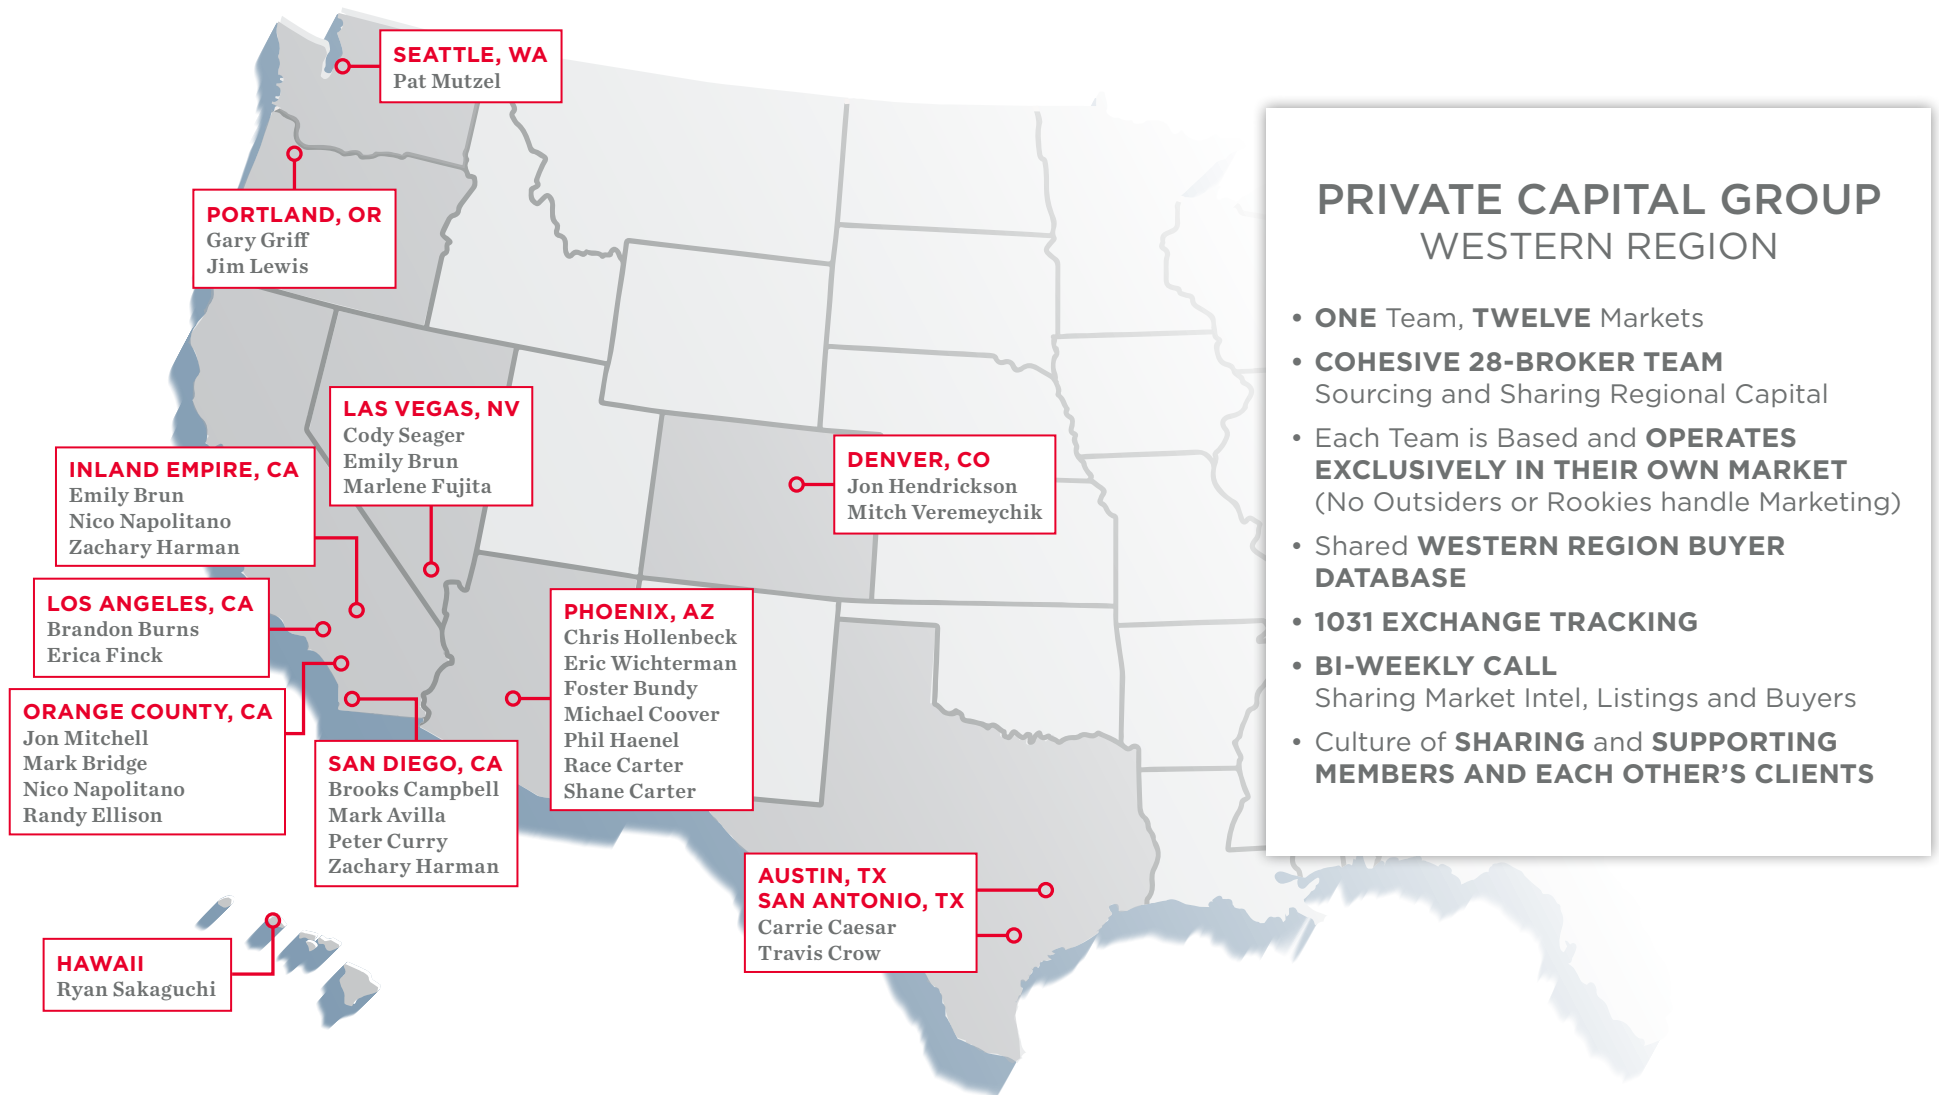 SEATTLE, WA
Pat Mutzel
PORTLAND, OR
Gary Griff
Jim Lewis
LAS VEGAS, NV
Cody Seager
Emily Brun
Marlene Fujita
INLAND EMPIRE, CA
Emily Brun
Nico Napolitano
Zachary Harman
DENVER, CO
Jon Hendrickson
Mitch Veremeychik
LOS ANGELES, CA
Brandon Burns
Erica Finck
PHOENIX, AZ
Chris Hollenbeck
Eric Wichterman
Foster Bundy
Michael Coover
Phil Haenel
Race Carter
Shane Carter
ORANGE COUNTY, CA
Jon Mitchell
Mark Bridge
Nico Napolitano
Randy Ellison
SAN DIEGO, CA
Brooks Campbell
Mark Avilla
Peter Curry
Zachary Harman
AUSTIN, TX
SAN ANTONIO, TX
Carrie Caesar
Travis Crow
HAWAII
Ryan Sakaguchi
PRIVATE CAPITAL GROUP
WESTERN REGION
• ONE Team, TWELVE Markets
• COHESIVE 28-BROKER TEAM
Sourcing and Sharing Regional Capital
• Each Team is Based and OPERATES
EXCLUSIVELY IN THEIR OWN MARKET
(No Outsiders or Rookies handle Marketing)
• Shared WESTERN REGION BUYER
DATABASE
• 1031 EXCHANGE TRACKING
• BI-WEEKLY CALL
Sharing Market Intel, Listings and Buyers
• Culture of SHARING and SUPPORTING
MEMBERS AND EACH OTHER’S CLIENTS